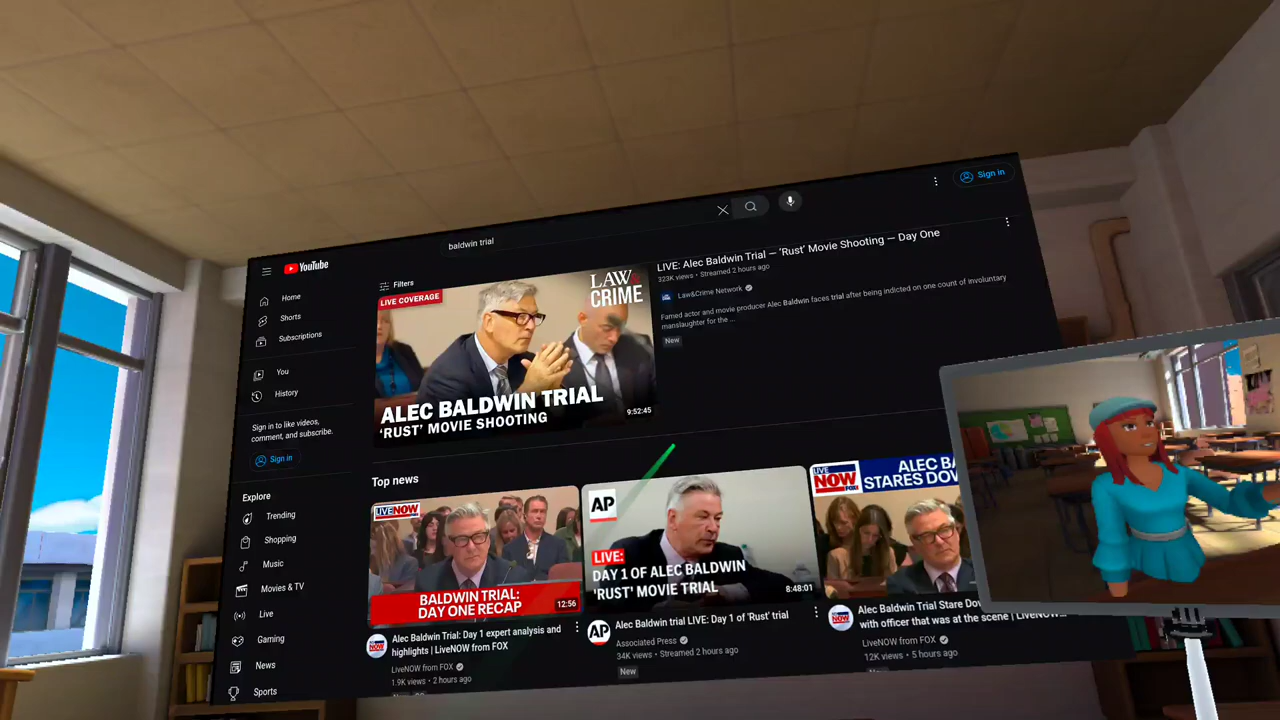 YouTube
baldwin trial
Sign in
Home
Shorts
Subscriptions
You
History
Sign in to like videos,
comment, and subscribe.
Sign in
Explore
Trending
Shopping
Music
Movies & TV
Live
Gaming
News
Sports
Filters
LIVE COVERAGE
LAW&
CRIME
ALEC BALDWIN TRIAL
'RUST' MOVIE SHOOTING
9:52:45
LIVE: Alec Baldwin Trial — 'Rust' Movie Shooting — Day One
323K views • Streamed 2 hours ago
Law&Crime Network
Famed actor and movie producer Alec Baldwin faces trial after being indicted on one count of involuntary
manslaughter for the ...
New
Top news
LIVENOW
BALDWIN TRIAL:
DAY ONE RECAP
12:56
Alec Baldwin Trial: Day 1 expert analysis and
highlights | LiveNOW from FOX
LiveNOW from FOX
1.9K views • 2 hours ago
AP
LIVE:
DAY 1 OF ALEC BALDWIN
'RUST' MOVIE TRIAL
8:48:01
AP
Alec Baldwin trial LIVE: Day 1 of 'Rust' trial
Associated Press
34K views • Streamed 2 hours ago
New
LIVE
NOW
FOX
ALEC B
STARES DOW
Alec Baldwin Trial Stare Dow
with officer that was at the scene | LiveNOW...
LiveNOW from FOX
12K views • 5 hours ago
New